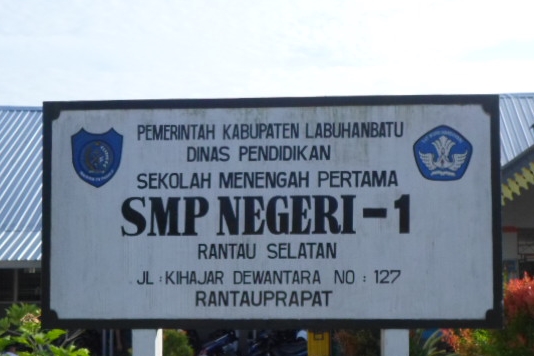 PEMERINTAH KABUPATEN LABUHANBATU
DINAS PENDIDIKAN
SEKOLAH MENENGAH PERTAMA
SMP NEGERI - 1
RANTAU SELATAN
JL : KIHAJAR DEWANTARA NO : 127
RANTAUPRAPAT